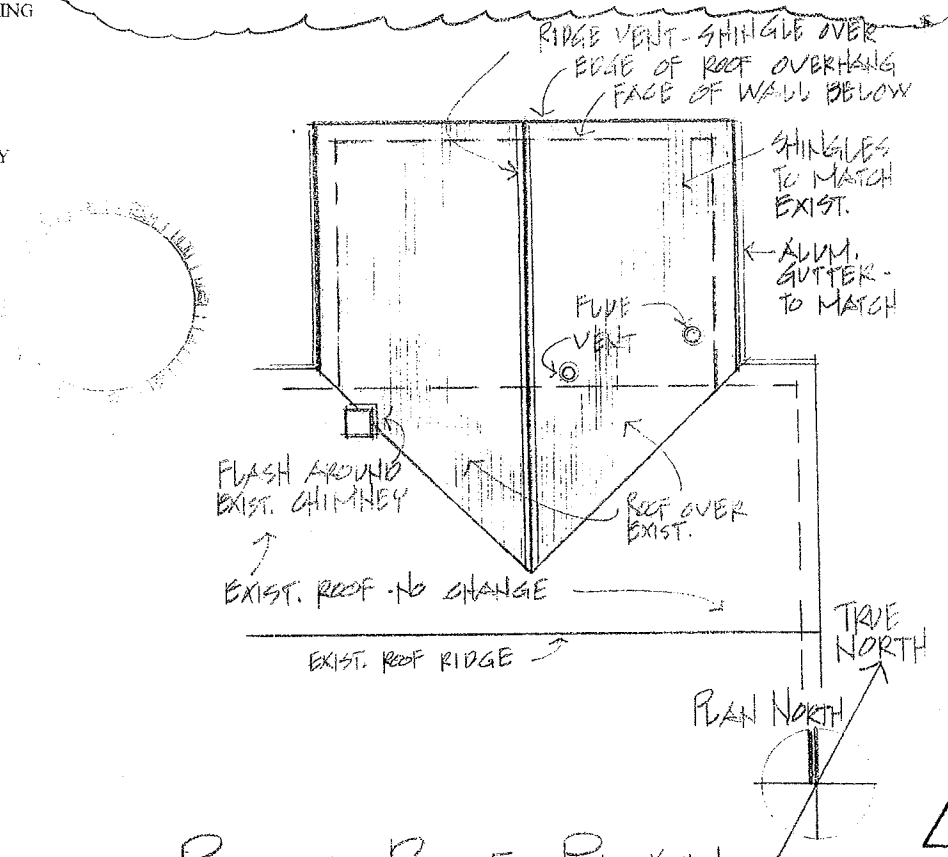 ING
RIDGE VENT - SHINGLE OVER
EDGE OF ROOF OVERHANG
FACE OF WALL BELOW
Y
SHINGLES
TO MATCH
EXIST.
ALUM.
GUTTER -
TO MATCH
FLUE
VENT
FLASH AROUND
EXIST. CHIMNEY
ROOF OVER
EXIST.
EXIST. ROOF - NO CHANGE
TRUE
NORTH
EXIST. ROOF RIDGE
PLAN NORTH